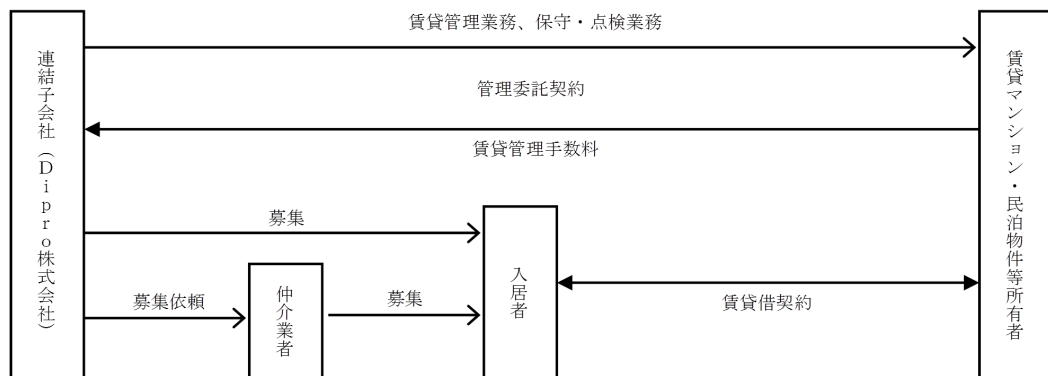 賃貸管理業務、保守・点検業務
連結子会社（Dipro株式会社）
賃貸マンション・民泊物件等所有者
管理委託契約
賃貸管理手数料
募集
入居者
募集依頼
仲介業者
募集
賃貸借契約